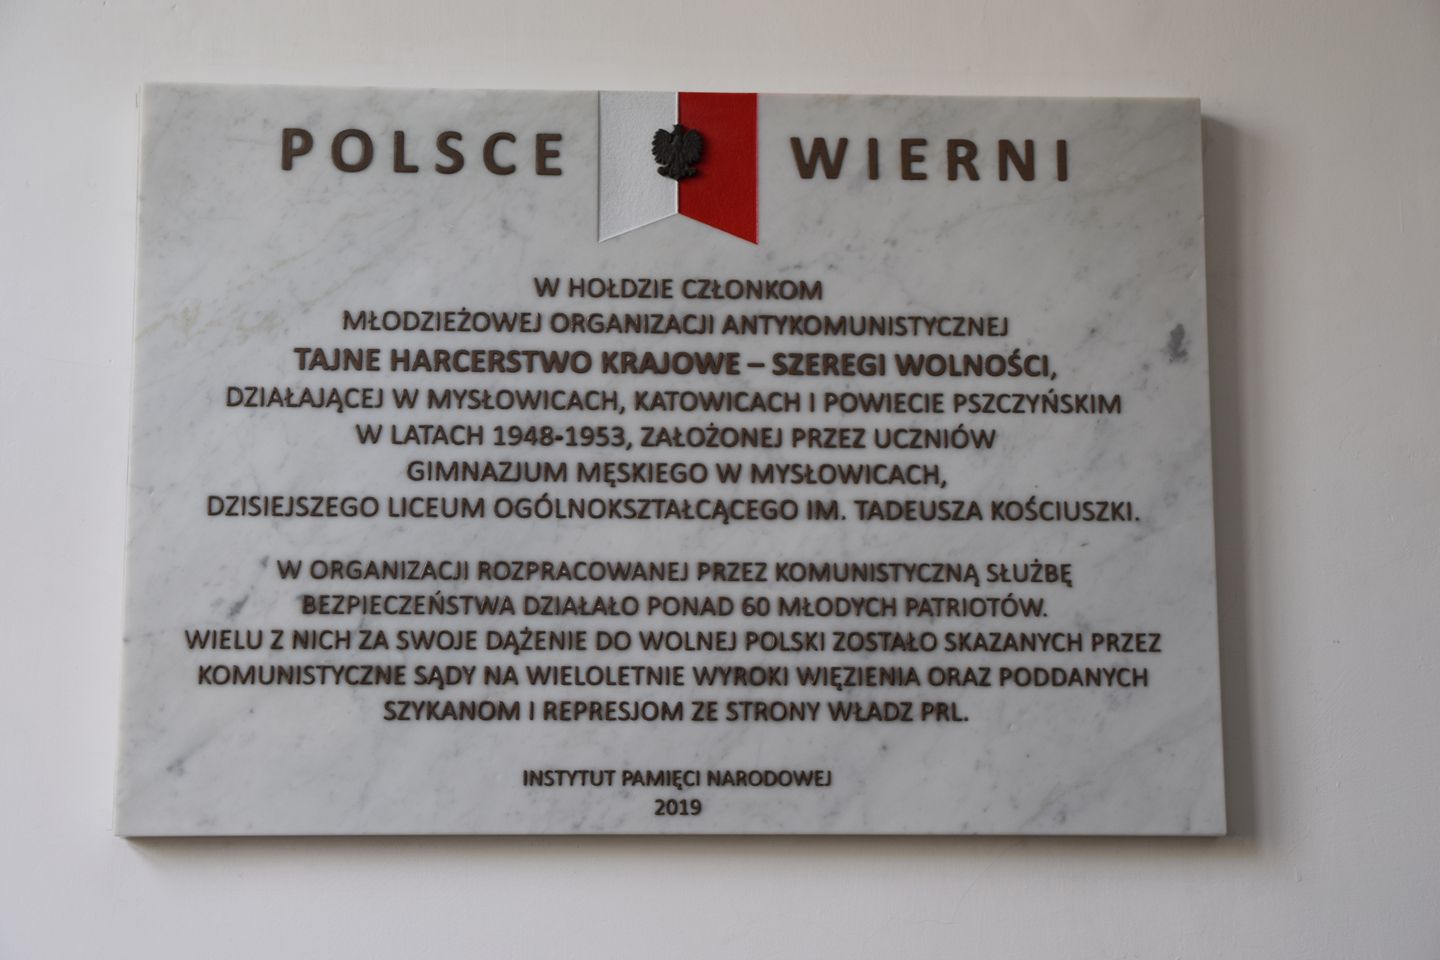 POLSCE WIERNI
W HOŁDZIE CZŁONKOM
MŁODZIEŻOWEJ ORGANIZACJI ANTYKOMUNISTYCZNEJ
TAJNE HARCERSTWO KRAJOWE – SZEREGI WOLNOŚCI,
DZIAŁAJĄCEJ W MYSŁOWICACH, KATOWICACH I POWIECIE PSZCZYŃSKIM
W LATACH 1948-1953, ZAŁOŻONEJ PRZEZ UCZNIÓW
GIMNAZJUM MĘSKIEGO W MYSŁOWICACH,
DZISIEJSZEGO LICEUM OGÓLNOKSZTAŁCĄCEGO IM. TADEUSZA KOŚCIUSZKI.
W ORGANIZACJI ROZPRACOWANEJ PRZEZ KOMUNISTYCZNĄ SŁUŻBĘ
BEZPIECZEŃSTWA DZIAŁAŁO PONAD 60 MŁODYCH PATRIOTÓW.
WIELU Z NICH ZA SWOJE DĄŻENIE DO WOLNEJ POLSKI ZOSTAŁO SKAZANYCH PRZEZ
KOMUNISTYCZNE SĄDY NA WIELOLETNIE WYROKI WIĘZIENIA ORAZ PODDANYCH
SZYKANOM I REPRESJOM ZE STRONY WŁADZ PRL.
INSTYTUT PAMIĘCI NARODOWEJ
2019